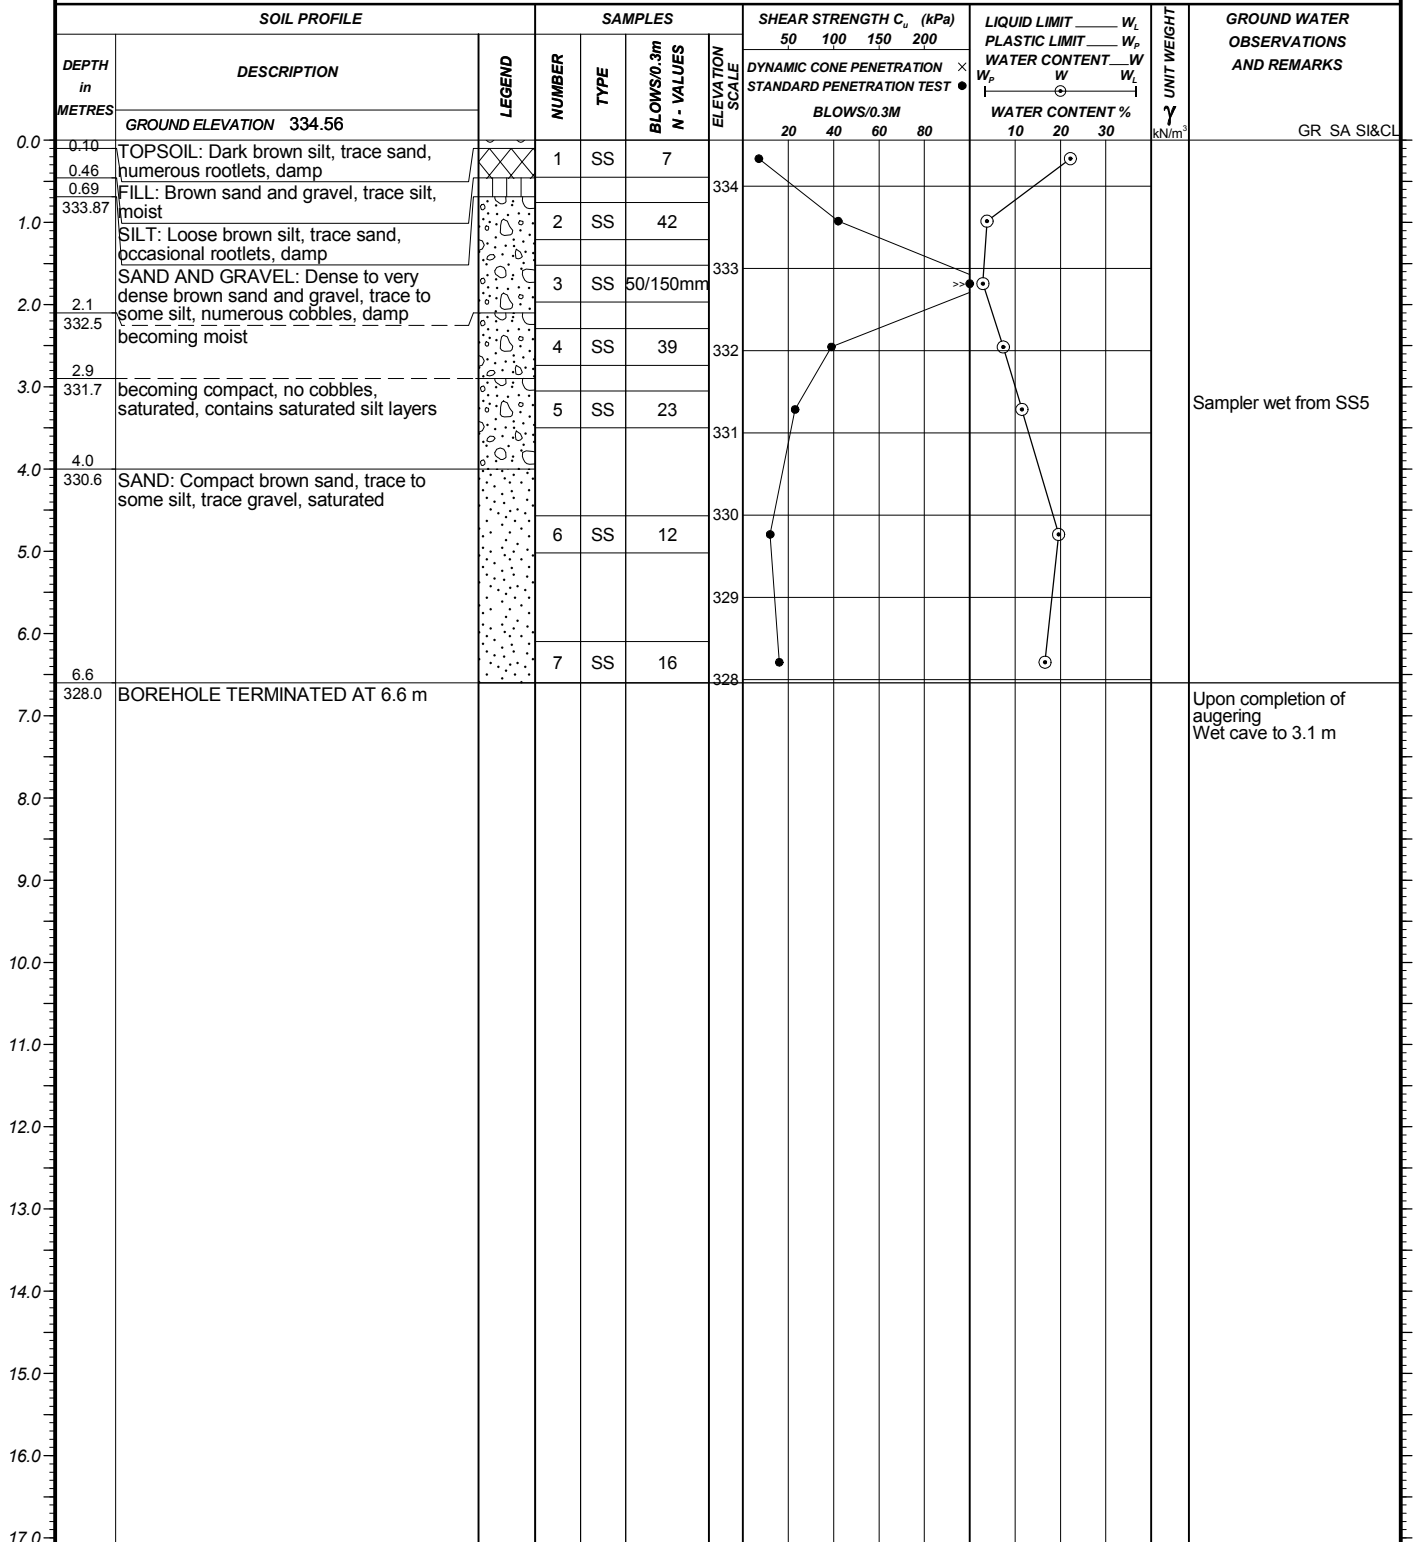 SOIL PROFILE
SAMPLES
SHEAR STRENGTH Cu (kPa)
50 100 150 200
DYNAMIC CONE PENETRATION ×
STANDARD PENETRATION TEST ●
BLOWS/0.3M
20 40 60 80
LIQUID LIMIT ______ WL
PLASTIC LIMIT ____ WP
WATER CONTENT__W
WP W WL
WATER CONTENT %
10 20 30
UNIT WEIGHT
γ
kN/m³
GROUND WATER
OBSERVATIONS
AND REMARKS
GR SA SI&CL
DEPTH
in
METRES
DESCRIPTION
GROUND ELEVATION 334.56
LEGEND
NUMBER
TYPE
BLOWS/0.3m
N - VALUES
ELEVATION
SCALE
0.0
0.10
TOPSOIL: Dark brown silt, trace sand,
numerous rootlets, damp
0.46
FILL: Brown sand and gravel, trace silt,
moist
0.69
333.87
SILT: Loose brown silt, trace sand,
occasional rootlets, damp
SAND AND GRAVEL: Dense to very
dense brown sand and gravel, trace to
some silt, numerous cobbles, damp
2.1
332.5
becoming moist
2.9
331.7
becoming compact, no cobbles,
saturated, contains saturated silt layers
4.0
330.6
SAND: Compact brown sand, trace to
some silt, trace gravel, saturated
6.6
328.0
BOREHOLE TERMINATED AT 6.6 m
1 SS 7
2 SS 42
3 SS 50/150mm
4 SS 39
5 SS 23
6 SS 12
7 SS 16
334
333
332
331
330
329
328
>>
Sampler wet from SS5
Upon completion of
augering
Wet cave to 3.1 m
1.0
2.0
3.0
4.0
5.0
6.0
7.0
8.0
9.0
10.0
11.0
12.0
13.0
14.0
15.0
16.0
17.0